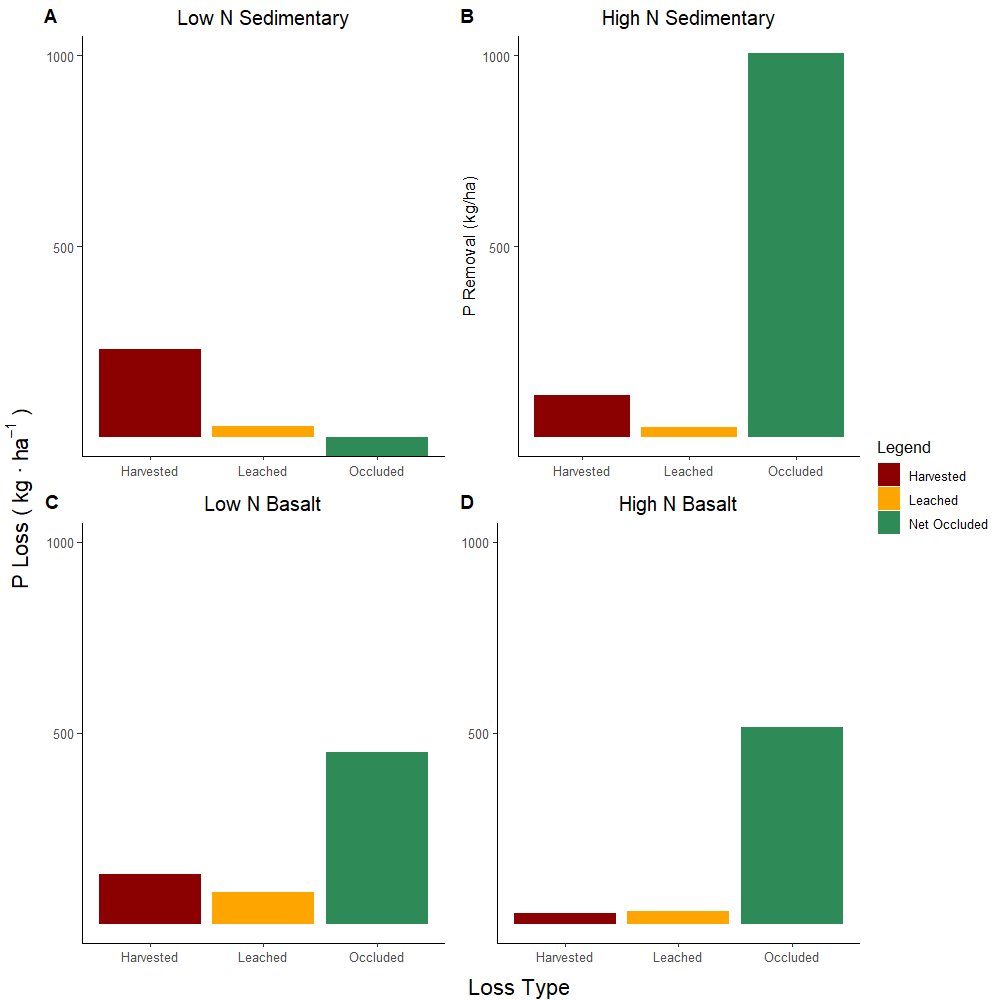 A
Low N Sedimentary
1000
500
Harvested
Leached
Occluded
B
High N Sedimentary
P Removal (kg/ha)
1000
500
Harvested
Leached
Occluded
P Loss ( kg · ha⁻¹ )
C
Low N Basalt
1000
500
Harvested
Leached
Occluded
D
High N Basalt
1000
500
Harvested
Leached
Occluded
Loss Type
Legend
Harvested
Leached
Net Occluded